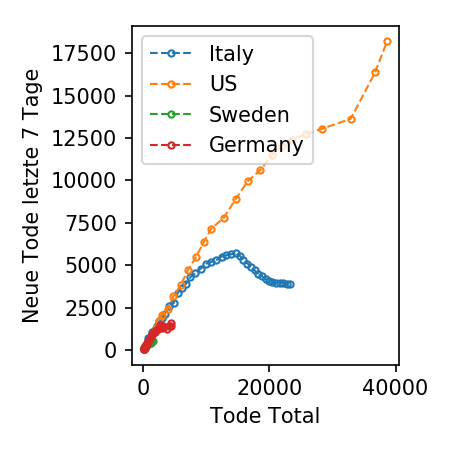 Italy
US
Sweden
Germany
17500
15000
12500
10000
7500
5000
2500
0
Neue Tode letzte 7 Tage
0 20000 40000
Tode Total